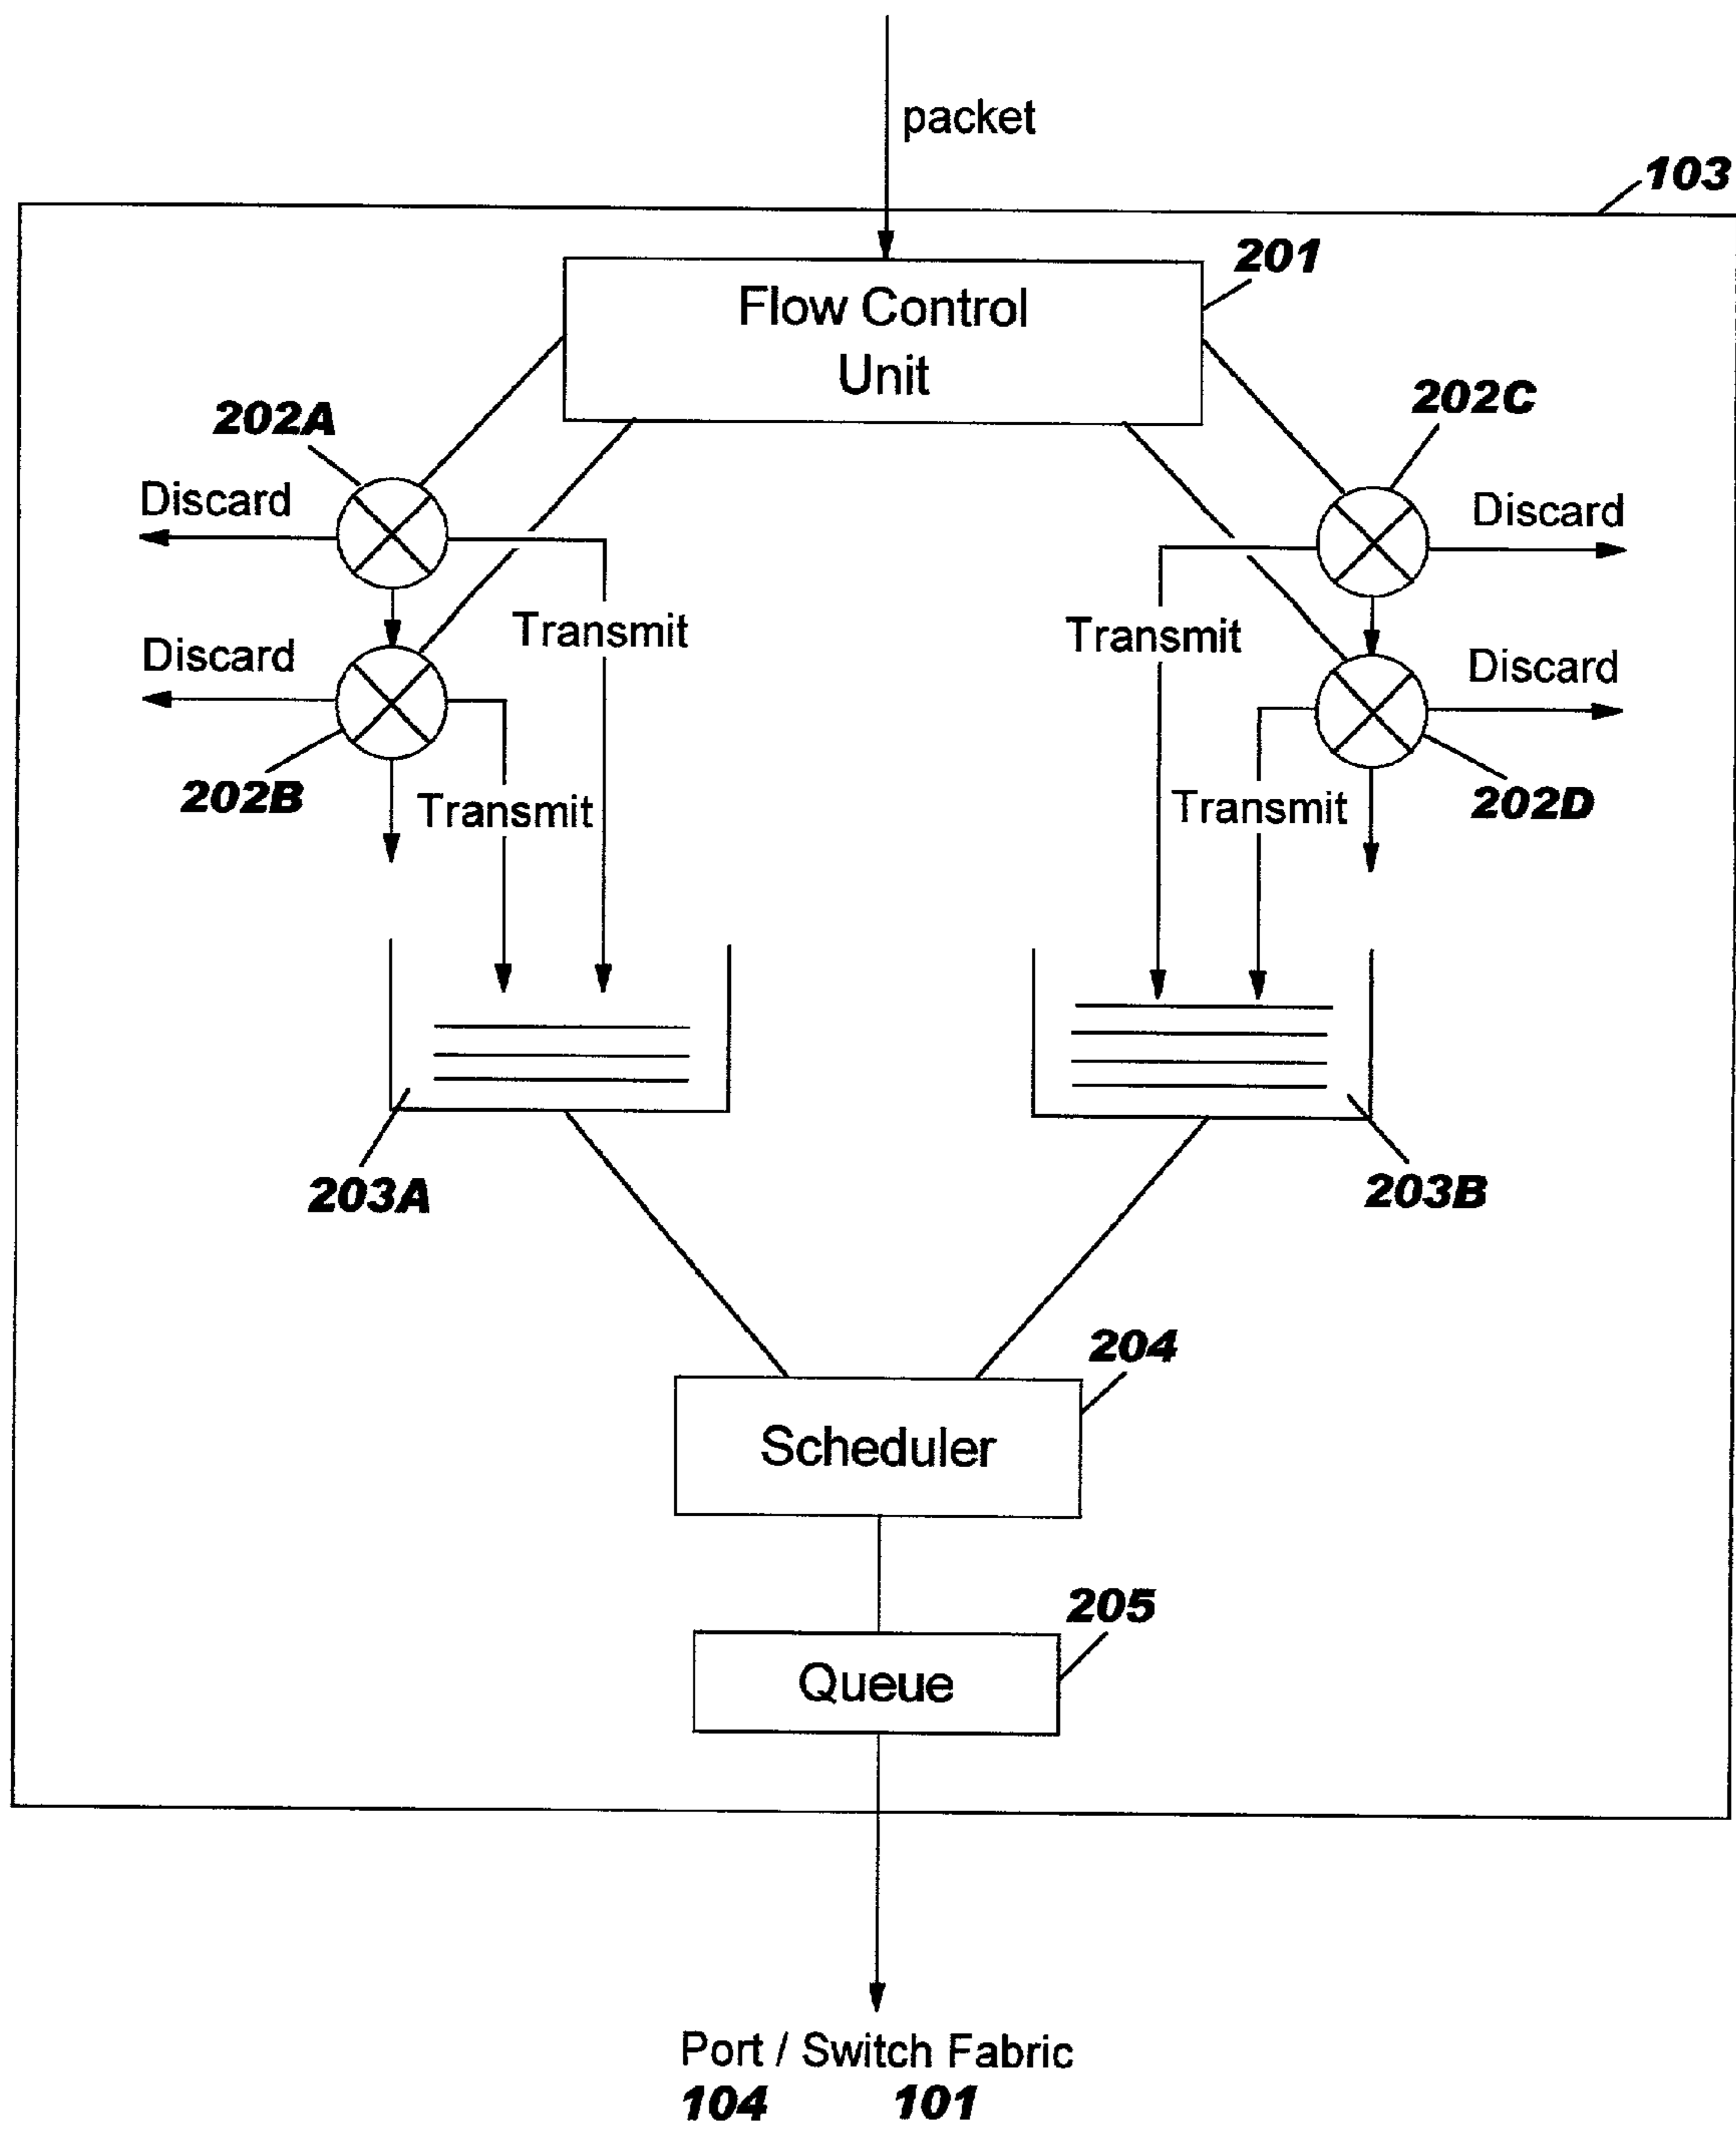 packet
103
201
Flow Control
Unit
202A
202C
Discard
Discard
Transmit
Transmit
Discard
Discard
202B
Transmit
Transmit
202D
203A
203B
204
Scheduler
205
Queue
Port / Switch Fabric
104 101